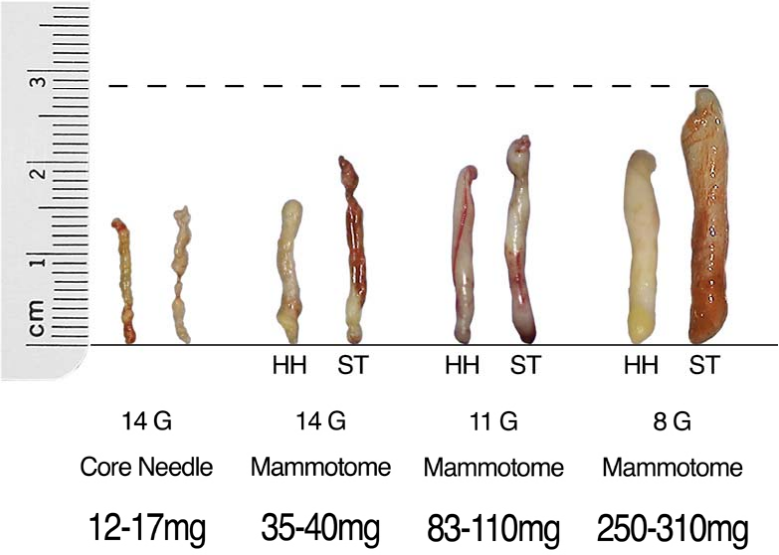 3
2
1
cm
HH ST HH ST HH ST
14 G 14 G 11 G 8 G
Core Needle Mammotome Mammotome Mammotome
12-17mg 35-40mg 83-110mg 250-310mg